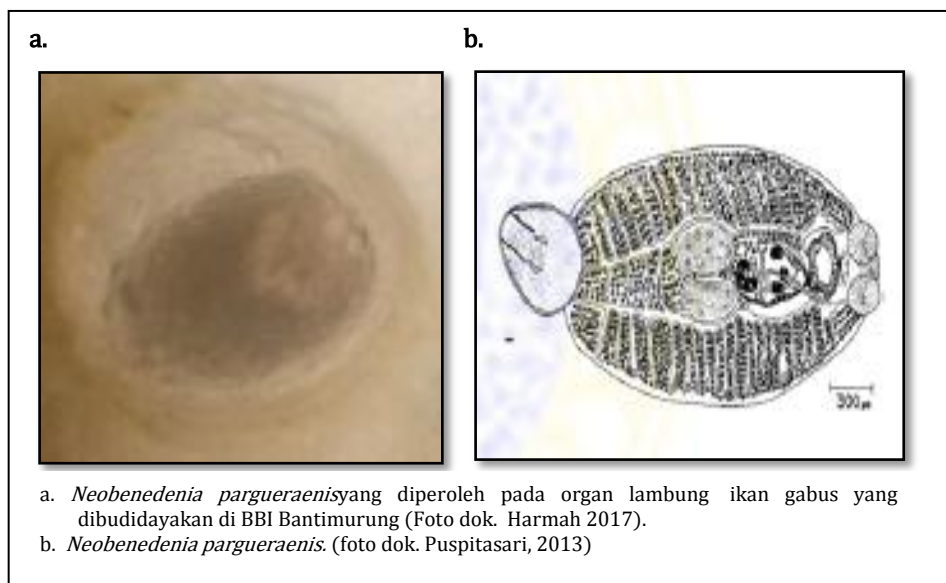 a.
b.
300 µ
a. Neobenedenia pargueraenisyang diperoleh pada organ lambung ikan gabus yang
dibudidayakan di BBI Bantimurung (Foto dok. Harmah 2017).
b. Neobenedenia pargueraenis. (foto dok. Puspitasari, 2013)